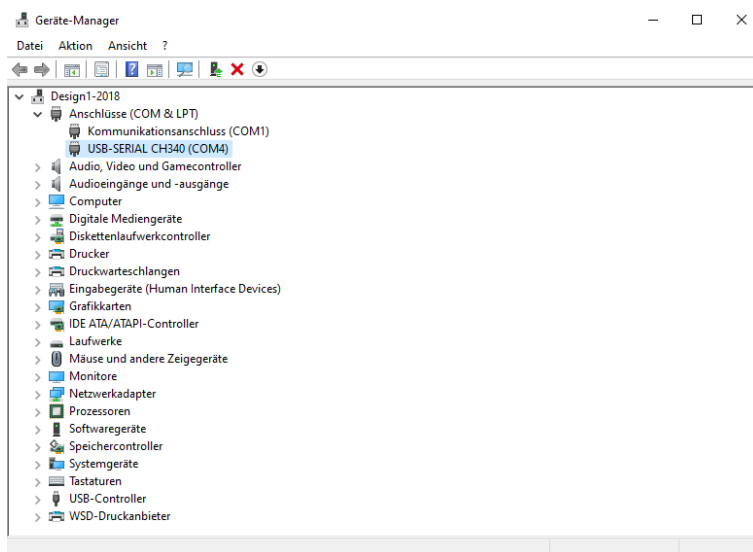 Geräte-Manager
Datei Aktion Ansicht ?
Design1-2018
Anschlüsse (COM & LPT)
Kommunikationsanschluss (COM1)
USB-SERIAL CH340 (COM4)
Audio, Video und Gamecontroller
Audioeingänge und -ausgänge
Computer
Digitale Mediengeräte
Diskettenlaufwerkcontroller
Drucker
Druckwarteschlangen
Eingabegeräte (Human Interface Devices)
Grafikkarten
IDE ATA/ATAPI-Controller
Laufwerke
Mäuse und andere Zeigegeräte
Monitore
Netzwerkadapter
Prozessoren
Softwaregeräte
Speichercontroller
Systemgeräte
Tastaturen
USB-Controller
WSD-Druckanbieter